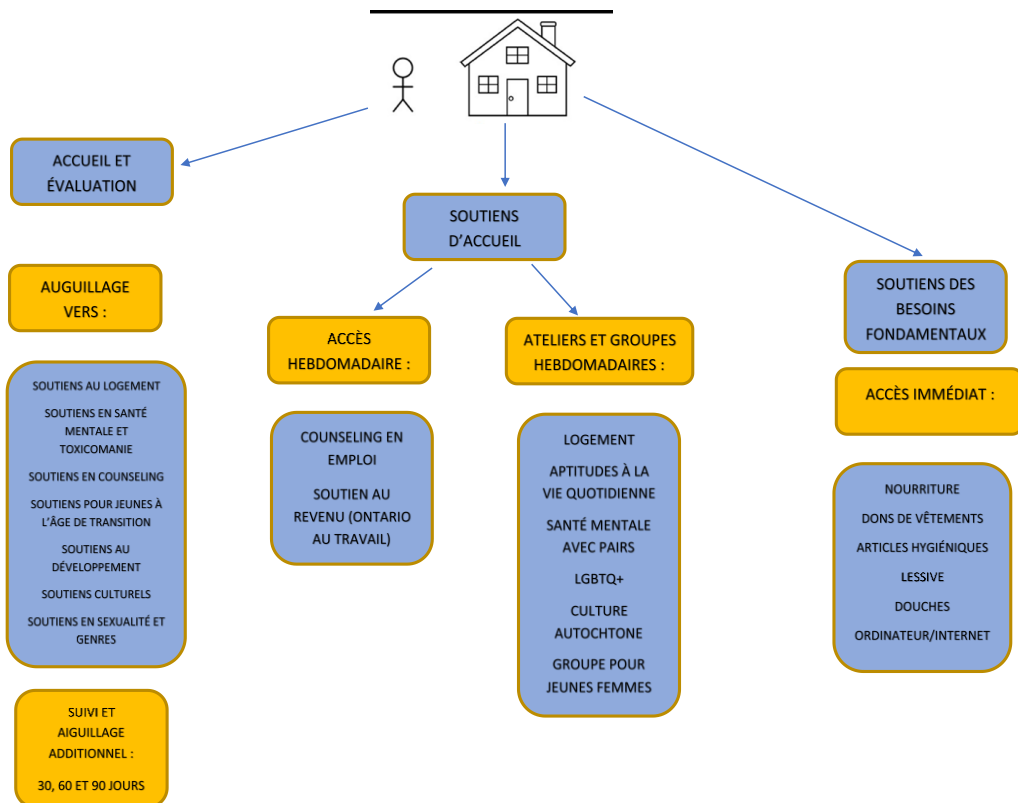 ACCUEIL ET
ÉVALUATION
AUGUILLAGE
VERS :
SOUTIENS AU LOGEMENT
SOUTIENS EN SANTÉ
MENTALE ET
TOXICOMANIE
SOUTIENS EN COUNSELING
SOUTIENS POUR JEUNES À
L'ÂGE DE TRANSITION
SOUTIENS AU
DÉVELOPPEMENT
SOUTIENS CULTURELS
SOUTIENS EN SEXUALITÉ ET
GENRES
SUIVI ET
AIGUILLAGE
ADDITIONNEL :
30, 60 ET 90 JOURS
SOUTIENS
D'ACCUEIL
ACCÈS
HEBDOMADAIRE :
COUNSELING EN
EMPLOI
SOUTIEN AU
REVENU (ONTARIO
AU TRAVAIL)
ATELIERS ET GROUPES
HEBDOMADAIRES :
LOGEMENT
APTITUDES À LA
VIE QUOTIDIENNE
SANTÉ MENTALE
AVEC PAIRS
LGBTQ+
CULTURE
AUTOCHTONE
GROUPE POUR
JEUNES FEMMES
SOUTIENS DES
BESOINS
FONDAMENTAUX
ACCÈS IMMÉDIAT :
NOURRITURE
DONS DE VÊTEMENTS
ARTICLES HYGIÉNIQUES
LESSIVE
DOUCHES
ORDINATEUR/INTERNET